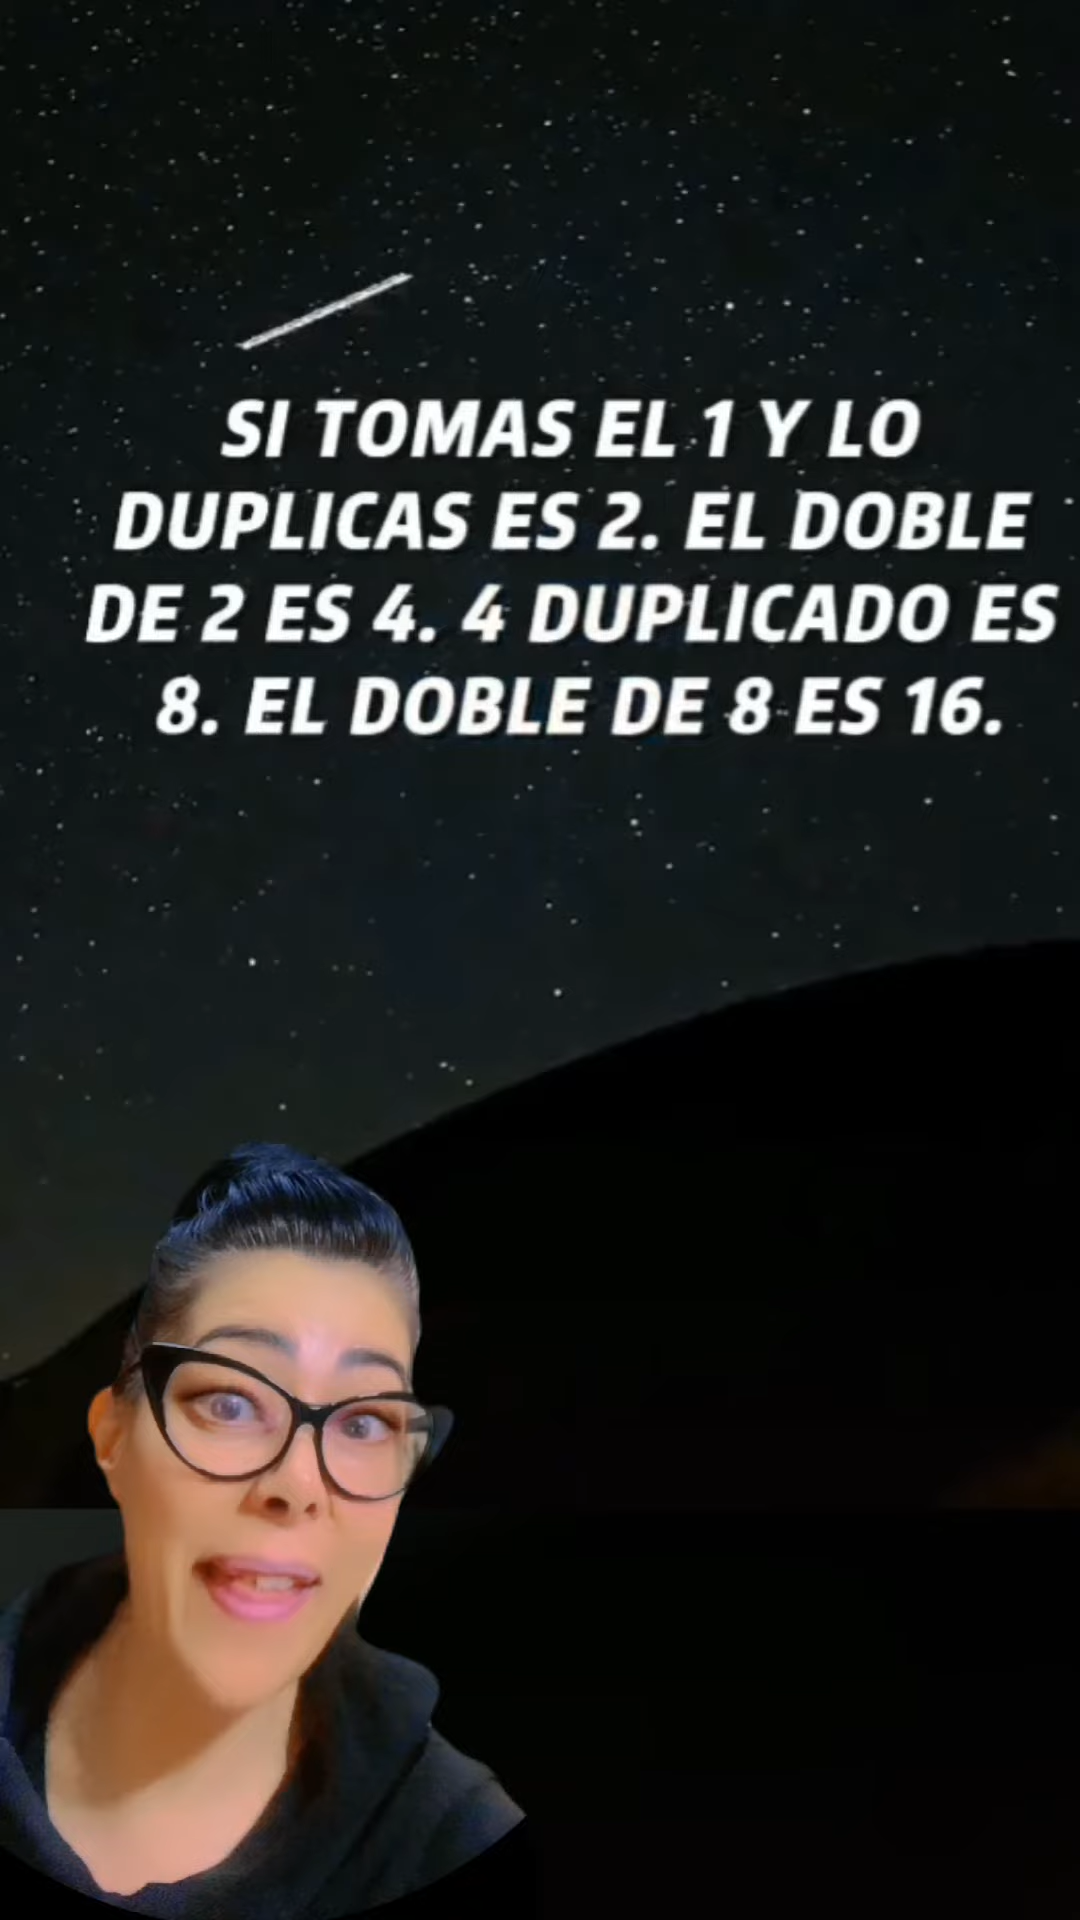 SI TOMAS EL 1 Y LO
DUPLICAS ES 2. EL DOBLE
DE 2 ES 4. 4 DUPLICADO ES
8. EL DOBLE DE 8 ES 16.